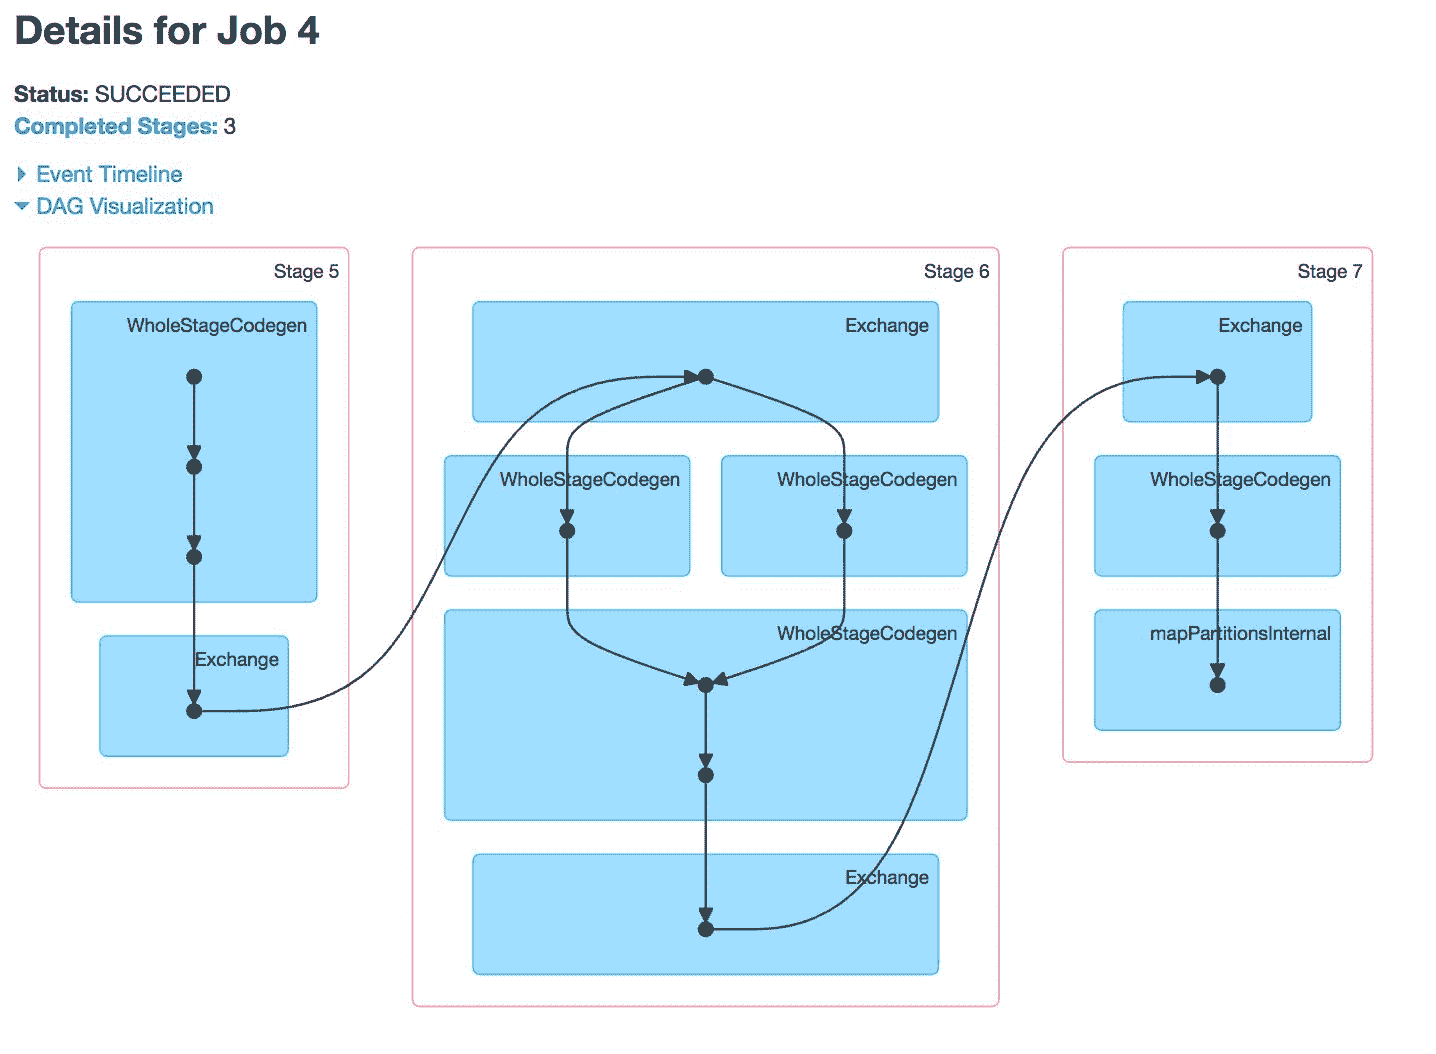 Details for Job 4
Status: SUCCEEDED
Completed Stages: 3
Event Timeline
DAG Visualization
Stage 5
WholeStageCodegen
Exchange
Stage 6
Exchange
WholeStageCodegen
WholeStageCodegen
WholeStageCodegen
Exchange
Stage 7
Exchange
WholeStageCodegen
mapPartitionsInternal